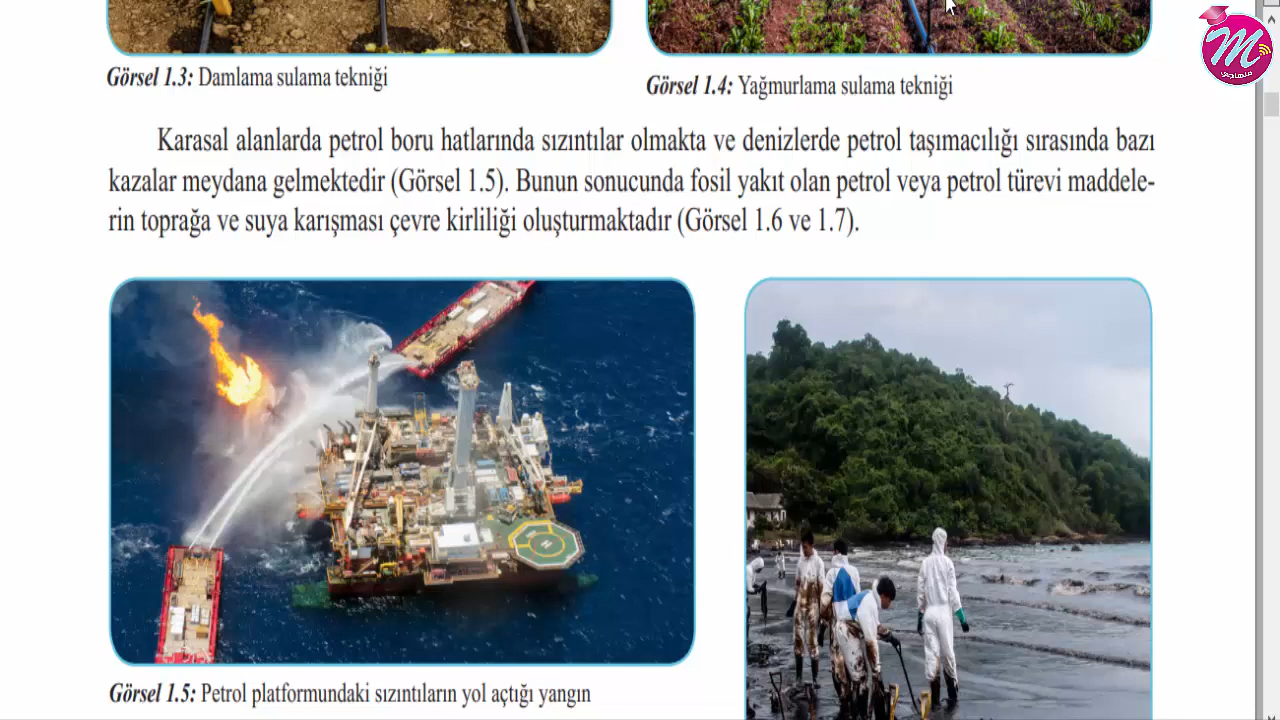 Görsel 1.3: Damlama sulama tekniği
Görsel 1.4: Yağmurlama sulama tekniği
Karasal alanlarda petrol boru hatlarında sızıntılar olmakta ve denizlerde petrol taşımacılığı sırasında bazı
kazalar meydana gelmektedir (Görsel 1.5). Bunun sonucunda fosil yakıt olan petrol veya petrol türevi maddele-
rin toprağa ve suya karışması çevre kirliliği oluşturmaktadır (Görsel 1.6 ve 1.7).
Görsel 1.5: Petrol platformundaki sızıntıların yol açtığı yangın
M
منهاجي